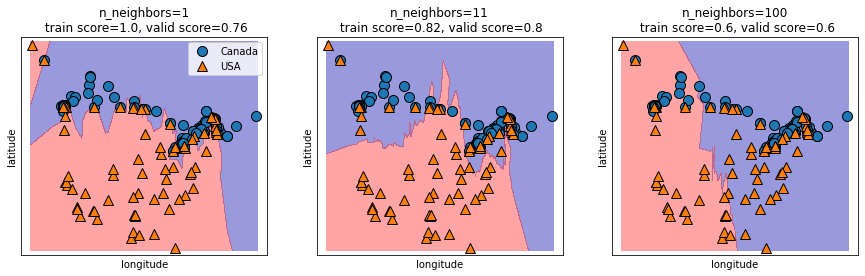 n_neighbors=1
train score=1.0, valid score=0.76
Canada
USA
latitude
longitude
n_neighbors=11
train score=0.82, valid score=0.8
latitude
longitude
n_neighbors=100
train score=0.6, valid score=0.6
latitude
longitude